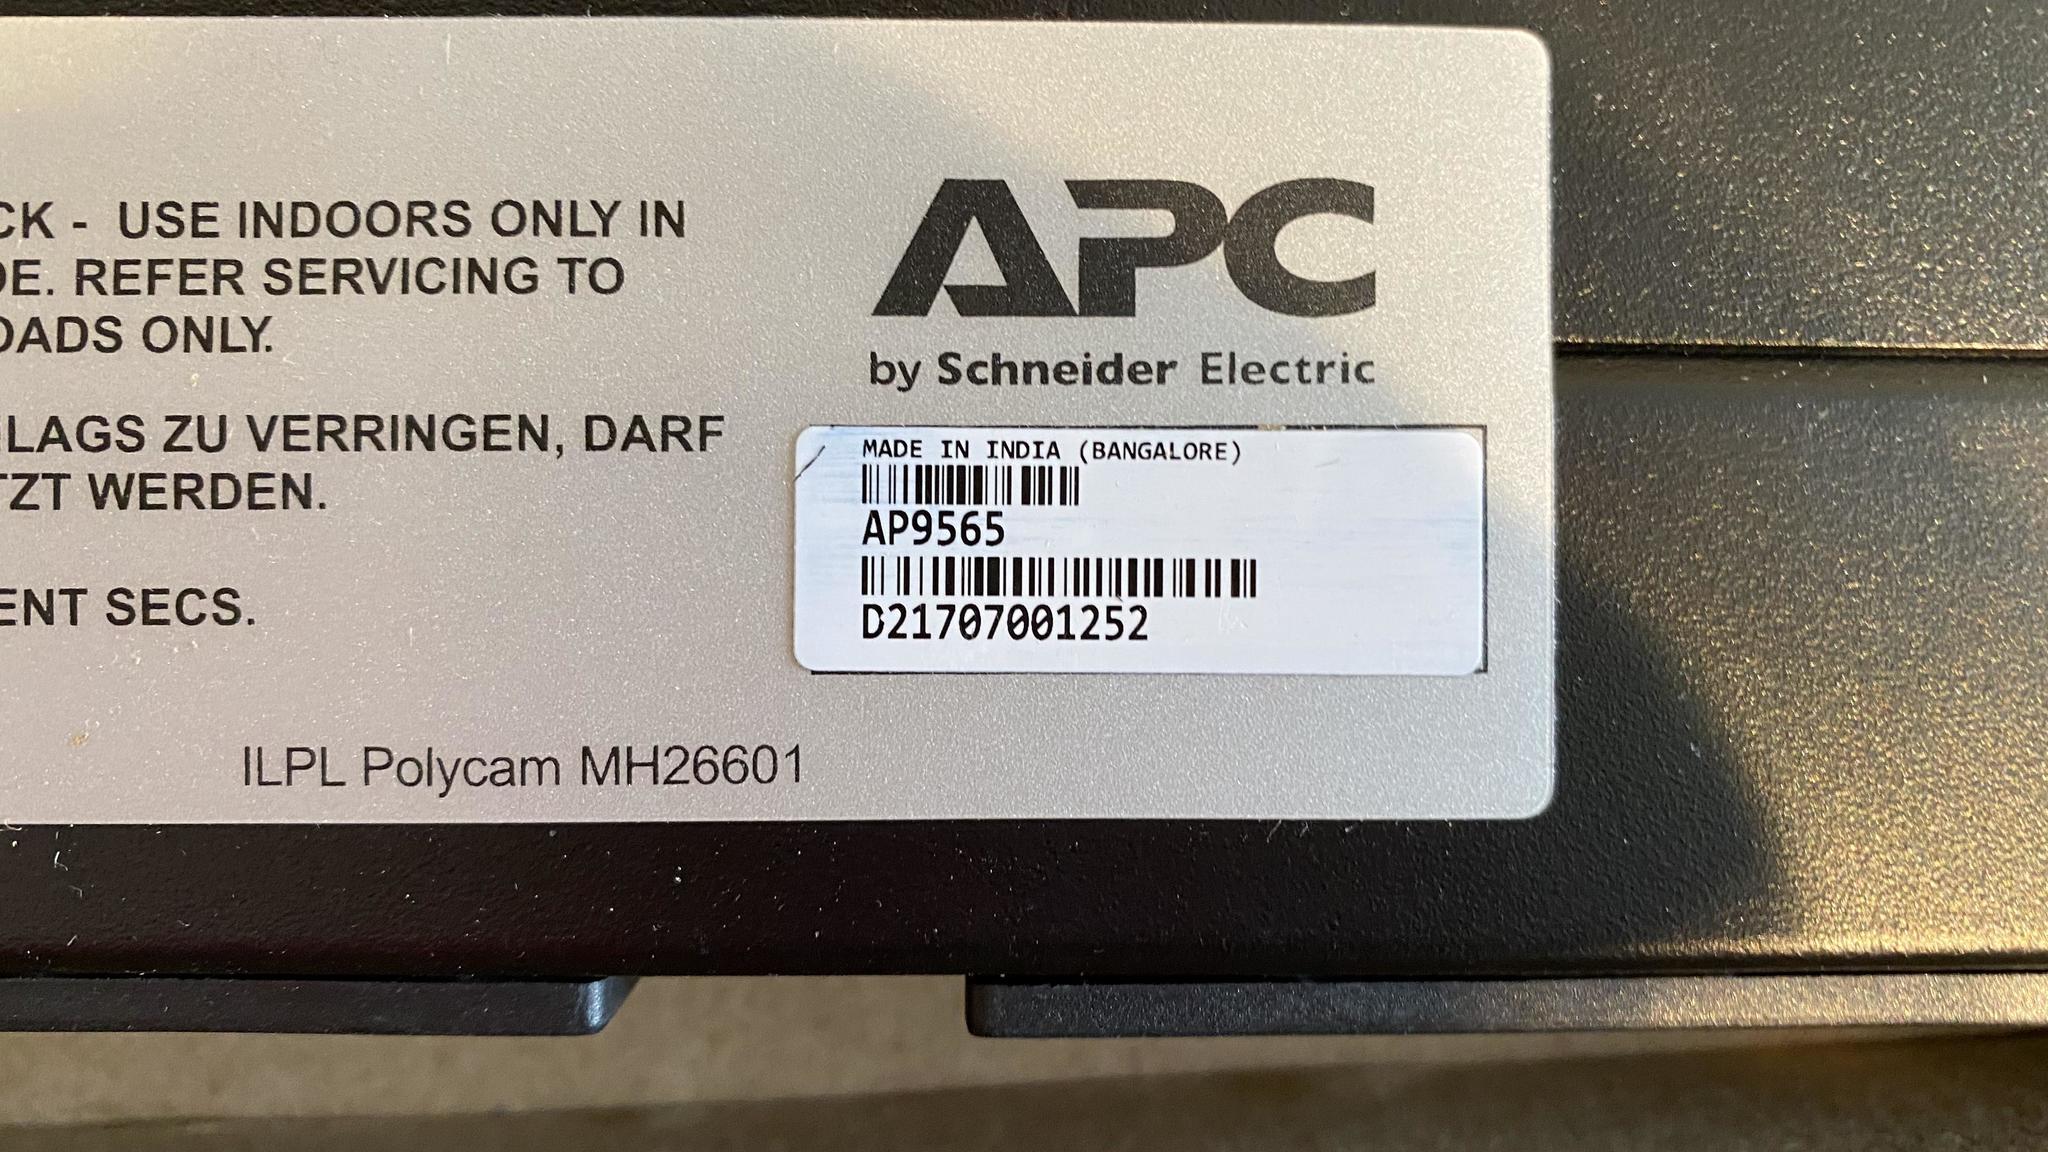 CK - USE INDOORS ONLY IN
DE. REFER SERVICING TO
OADS ONLY.
LAGS ZU VERRINGEN, DARF
TZT WERDEN.
ENT SECS.
ILPL Polycam MH26601
APC
by Schneider Electric
MADE IN INDIA (BANGALORE)
AP9565
D21707001252